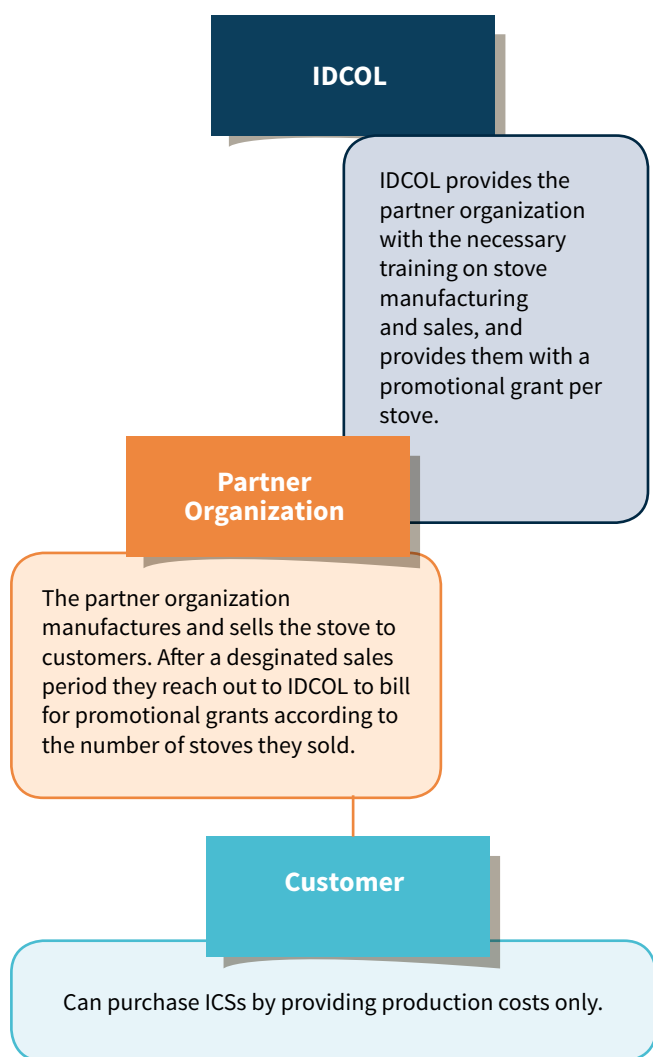 IDCOL
IDCOL provides the
partner organization
with the necessary
training on stove
manufacturing
and sales, and
provides them with a
promotional grant per
stove.
Partner
Organization
The partner organization
manufactures and sells the stove to
customers. After a desginated sales
period they reach out to IDCOL to bill
for promotional grants according to
the number of stoves they sold.
Customer
Can purchase ICSs by providing production costs only.